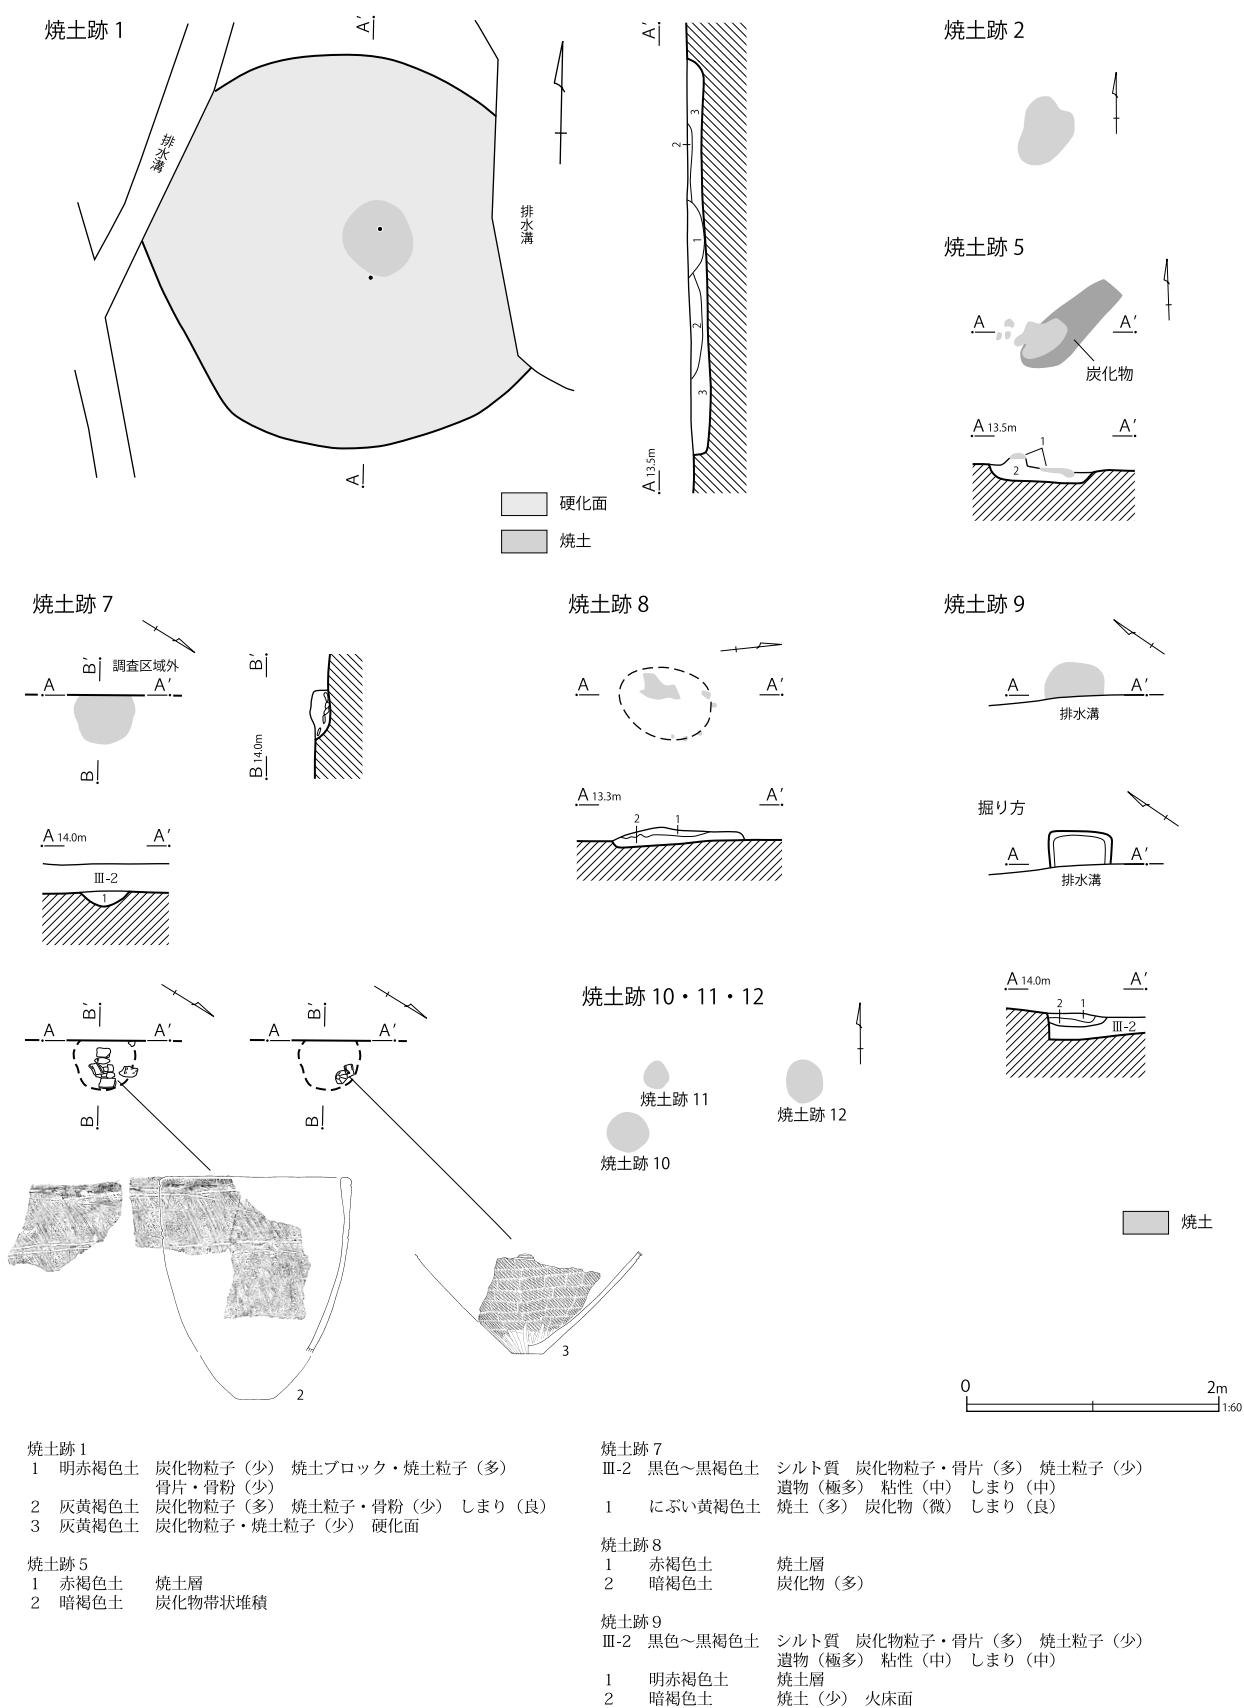 焼土跡 1
A′
A′
焼土跡 2
排水溝
排水溝
3
2
1
2
3
A
A 13.5m
硬化面
焼土
焼土跡 5
A
A′
炭化物
A 13.5m
A′
1
2
焼土跡 7
B′
調査区域外
A
A′
B
B′
B 14.0m
A 14.0m
A′
Ⅲ-2
1
焼土跡 8
A
A′
A 13.3m
A′
2
1
焼土跡 9
A
A′
排水溝
掘り方
A
A′
排水溝
A 14.0m
A′
2
1
Ⅲ-2
B′
A
A′
B
B′
A
A′
B
2
3
焼土跡 10・11・12
焼土跡 11
焼土跡 12
焼土跡 10
焼土
0
2m
1:60
焼土跡 1
1 明赤褐色土 炭化物粒子（少） 焼土ブロック・焼土粒子（多）
骨片・骨粉（少）
2 灰黄褐色土 炭化物粒子（多） 焼土粒子・骨粉（少） しまり（良）
3 灰黄褐色土 炭化物粒子・焼土粒子（少） 硬化面
焼土跡 5
1 赤褐色土 焼土層
2 暗褐色土 炭化物帯状堆積
焼土跡 7
Ⅲ-2 黒色～黒褐色土 シルト質 炭化物粒子・骨片（多） 焼土粒子（少）
遺物（極多） 粘性（中） しまり（中）
1 にぶい黄褐色土 焼土（多） 炭化物（微） しまり（良）
焼土跡 8
1 赤褐色土 焼土層
2 暗褐色土 炭化物（多）
焼土跡 9
Ⅲ-2 黒色～黒褐色土 シルト質 炭化物粒子・骨片（多） 焼土粒子（少）
遺物（極多） 粘性（中） しまり（中）
1 明赤褐色土 焼土層
2 暗褐色土 焼土（少） 火床面